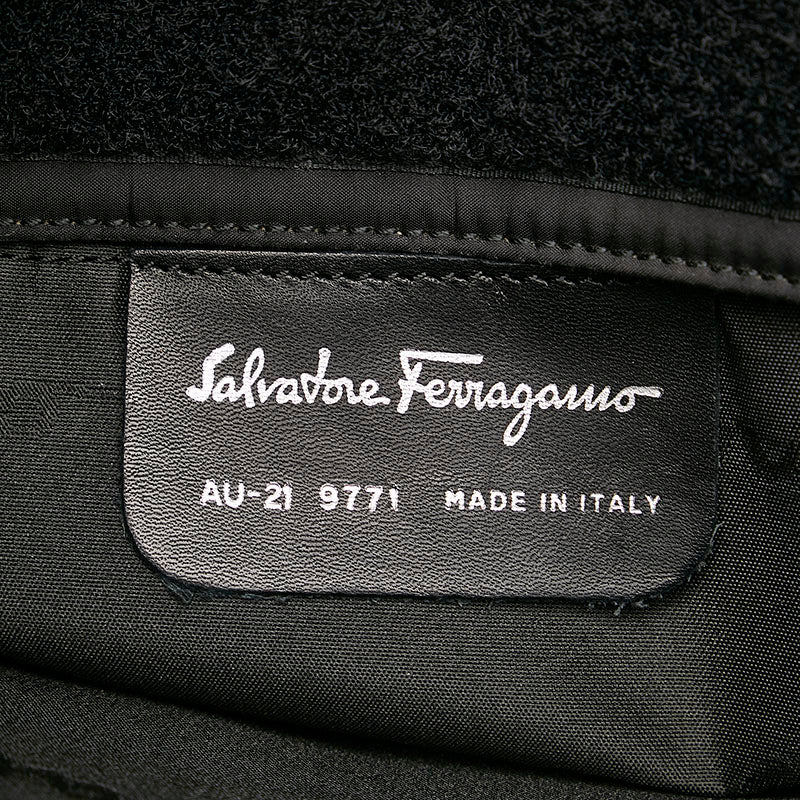 Salvatore Ferragamo
AU-21 9771 MADE IN ITALY